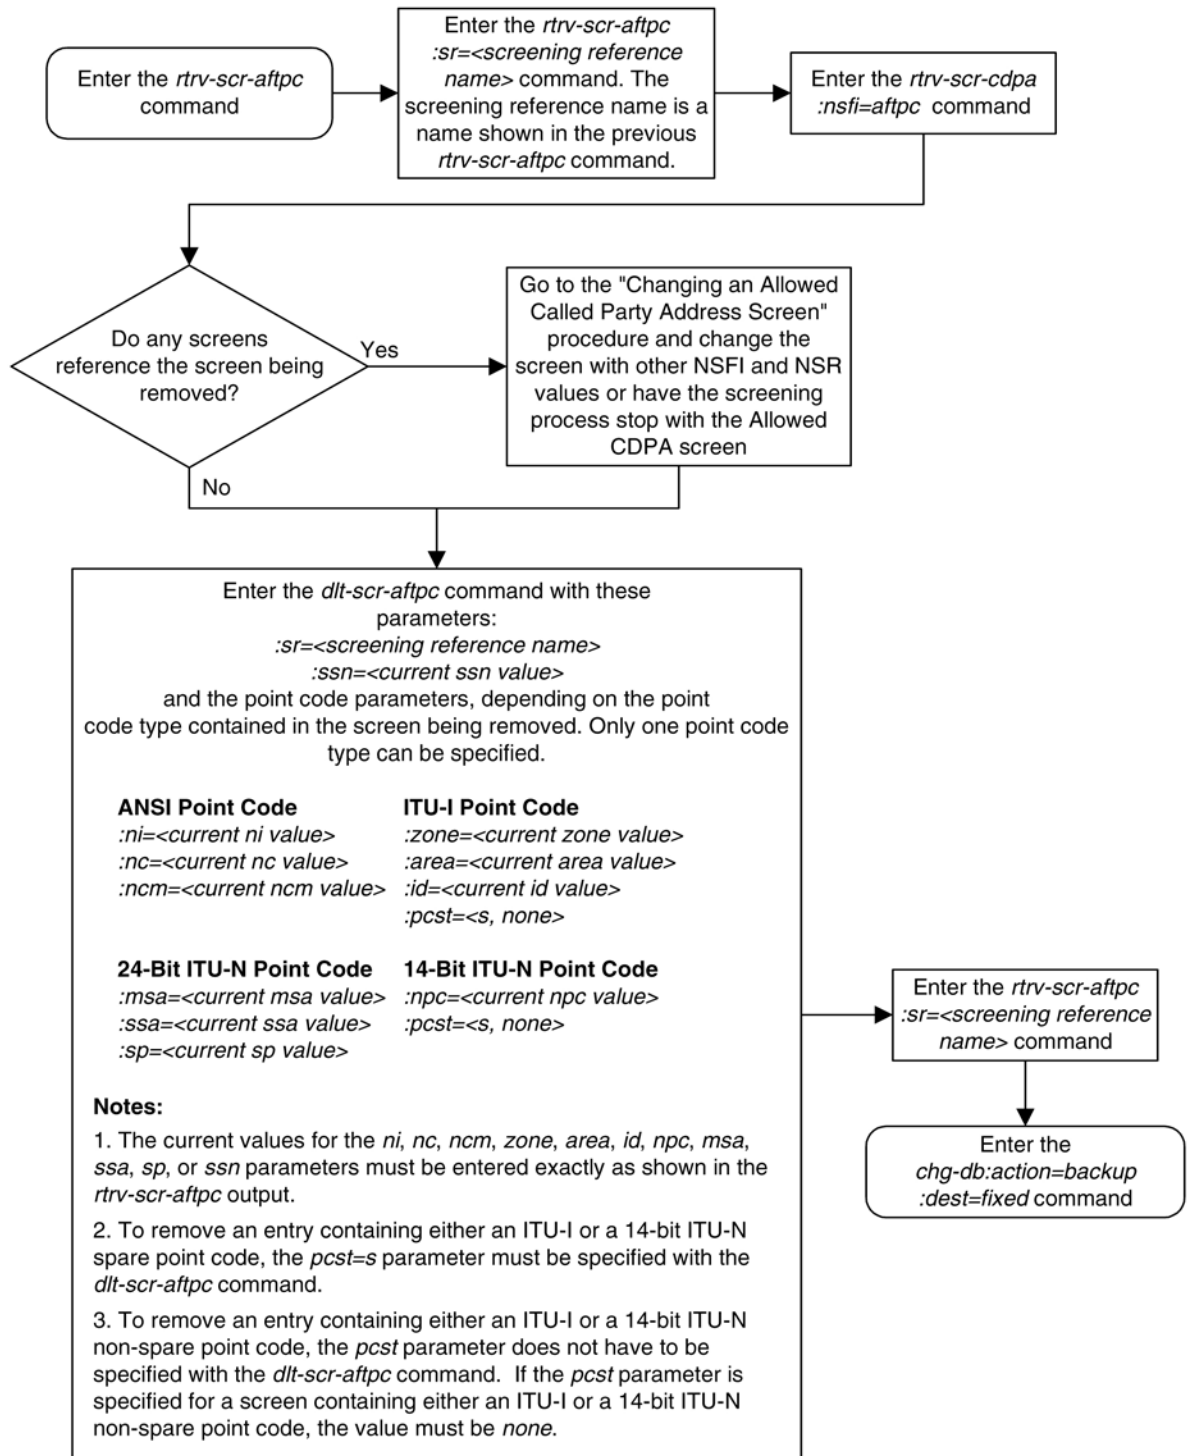 Enter the rtrv-scr-aftpc
command
Enter the rtrv-scr-aftpc
:sr=<screening reference
name> command. The
screening reference name is a
name shown in the previous
rtrv-scr-aftpc command.
Enter the rtrv-scr-cdpa
:nsfi=aftpc command
Do any screens
reference the screen being
removed?
Yes
No
Go to the "Changing an Allowed
Called Party Address Screen"
procedure and change the
screen with other NSFI and NSR
values or have the screening
process stop with the Allowed
CDPA screen
Enter the dlt-scr-aftpc command with these
parameters:
:sr=<screening reference name>
:ssn=<current ssn value>
and the point code parameters, depending on the point
code type contained in the screen being removed. Only one point code
type can be specified.
ANSI Point Code
:ni=<current ni value>
:nc=<current nc value>
:ncm=<current ncm value>
ITU-I Point Code
:zone=<current zone value>
:area=<current area value>
:id=<current id value>
:pcst=<s, none>
24-Bit ITU-N Point Code
:msa=<current msa value>
:ssa=<current ssa value>
:sp=<current sp value>
14-Bit ITU-N Point Code
:npc=<current npc value>
:pcst=<s, none>
Notes:
1. The current values for the ni, nc, ncm, zone, area, id, npc, msa,
ssa, sp, or ssn parameters must be entered exactly as shown in the
rtrv-scr-aftpc output.
2. To remove an entry containing either an ITU-I or a 14-bit ITU-N
spare point code, the pcst=s parameter must be specified with the
dlt-scr-aftpc command.
3. To remove an entry containing either an ITU-I or a 14-bit ITU-N
non-spare point code, the pcst parameter does not have to be
specified with the dlt-scr-aftpc command. If the pcst parameter is
specified for a screen containing either an ITU-I or a 14-bit ITU-N
non-spare point code, the value must be none.
Enter the rtrv-scr-aftpc
:sr=<screening reference
name> command
Enter the
chg-db:action=backup
:dest=fixed command